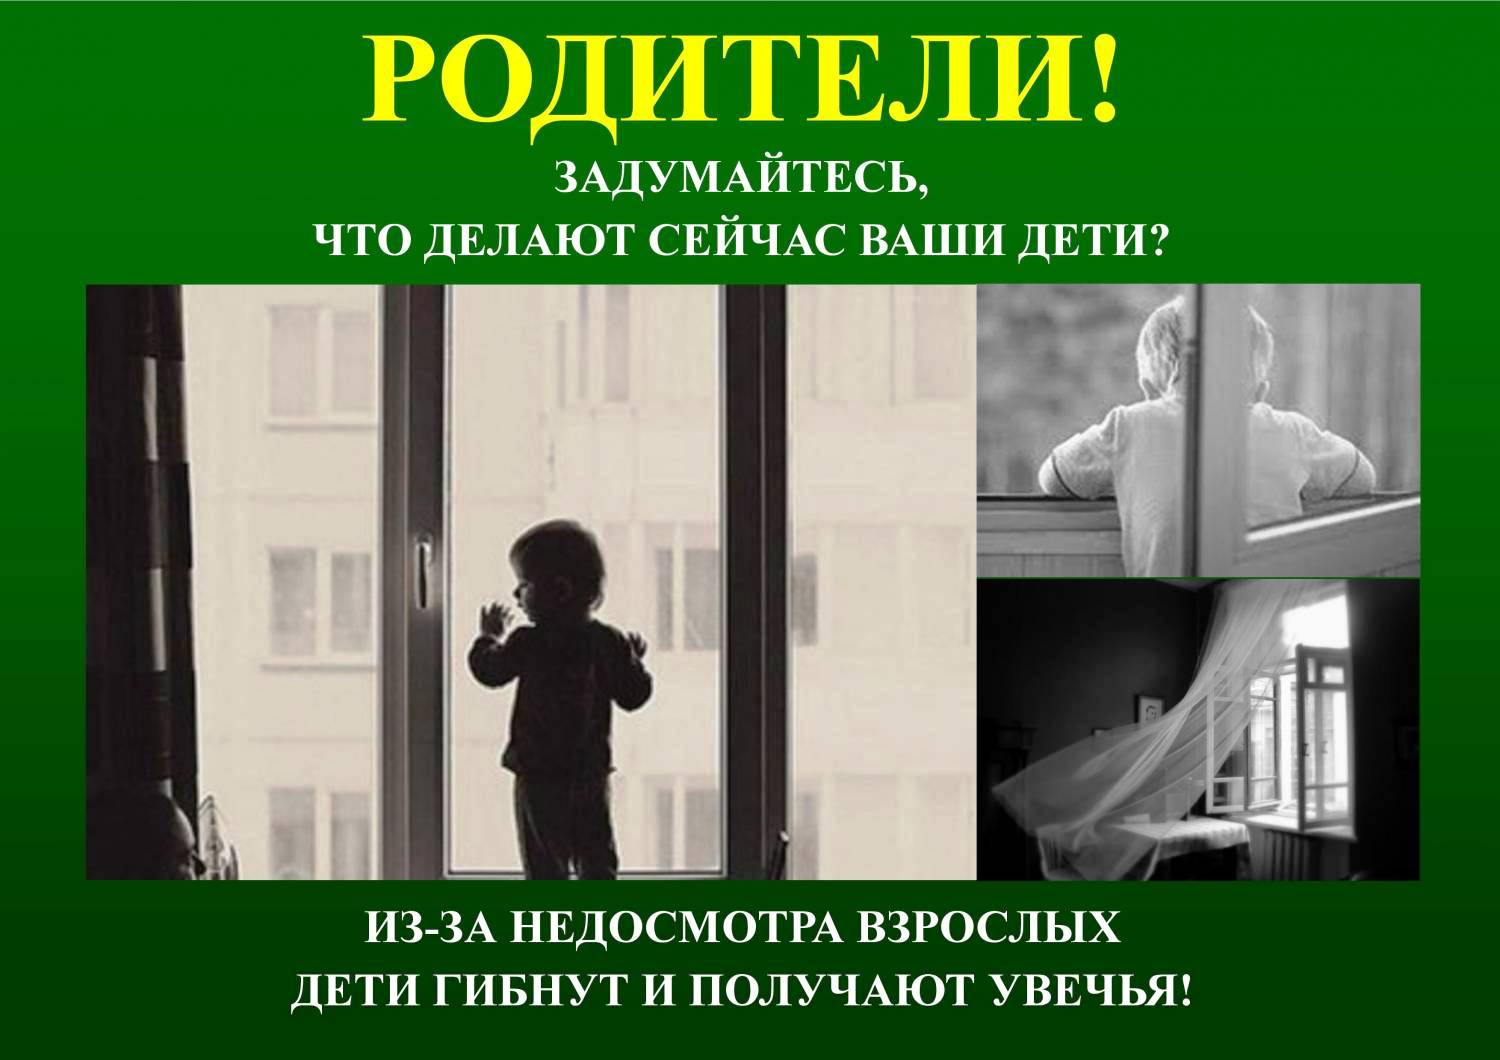 РОДИТЕЛИ!
ЗАДУМАЙТЕСЬ,
ЧТО ДЕЛАЮТ СЕЙЧАС ВАШИ ДЕТИ?
ИЗ-ЗА НЕДОСМОТРА ВЗРОСЛЫХ
ДЕТИ ГИБНУТ И ПОЛУЧАЮТ УВЕЧЬЯ!